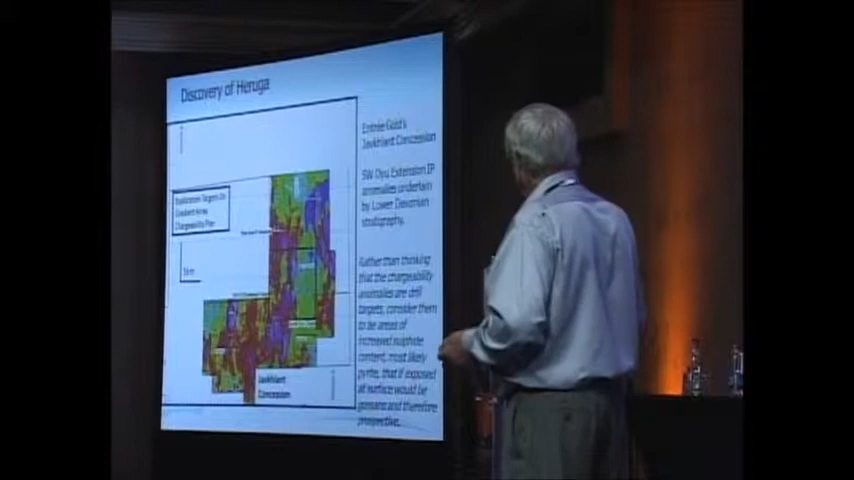 Discovery of Heruga
Entrée Gold's
Javkhlant Concession
SW Oyu Extension IP
anomalies underlain
by Lower Devonian
stratigraphy.
Exploration Targets On
Gradient Array
Chargeability Plan
1km
Rather than thinking
that the chargeability
anomalies are drill
targets, consider them
to be areas of
increased sulphide
content, most likely
pyrite, that if exposed
at surface would be
gossans and therefore
prospective.
Javkhlant
Concession